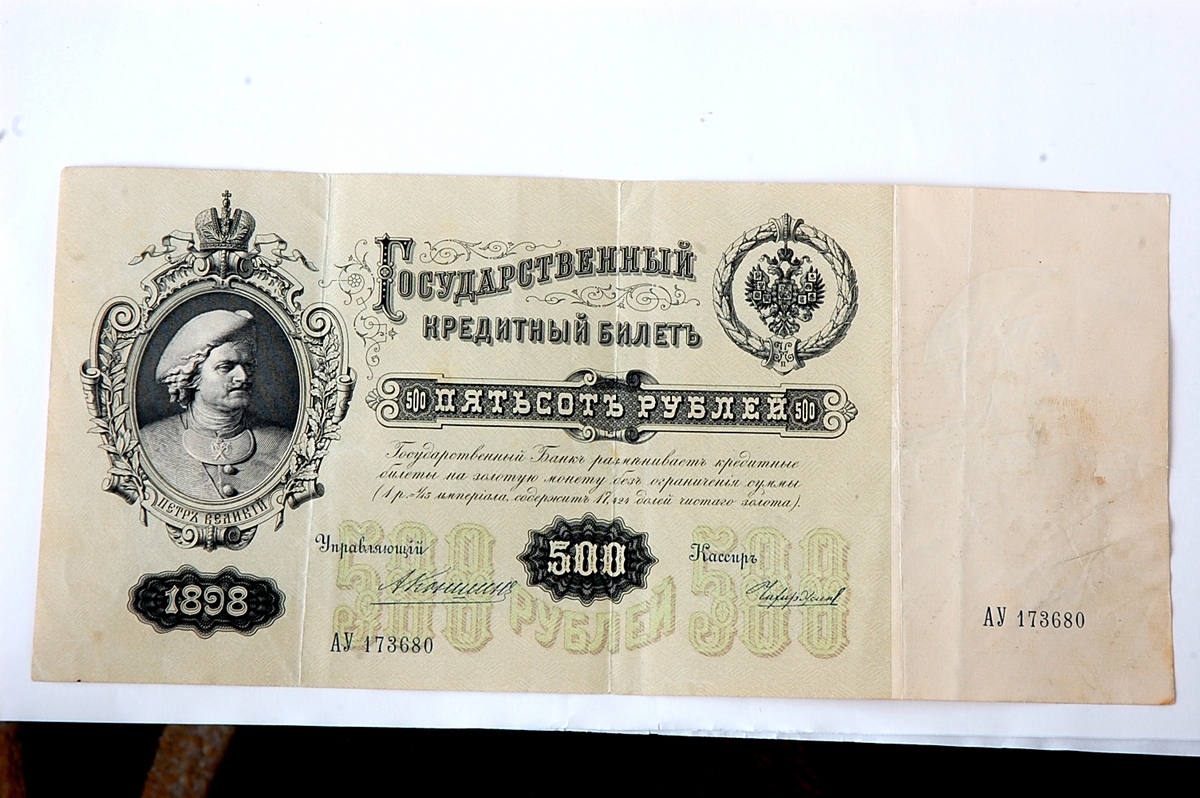 Государственный
кредитный билетъ
500 ПЯТЬСОТЪ РУБЛЕЙ 500
Государственный Банкъ размѣниваетъ кредитные
билеты на золотую монету безъ ограниченія суммы
(1 р.=1/15 имперіала, содержитъ 17,424 долей чистаго золота).
ПЕТРЪ ВЕЛИКІЙ
1898
Управляющій
500
Кассиръ
500 500
РУБЛЕЙ
АУ 173680
АУ 173680